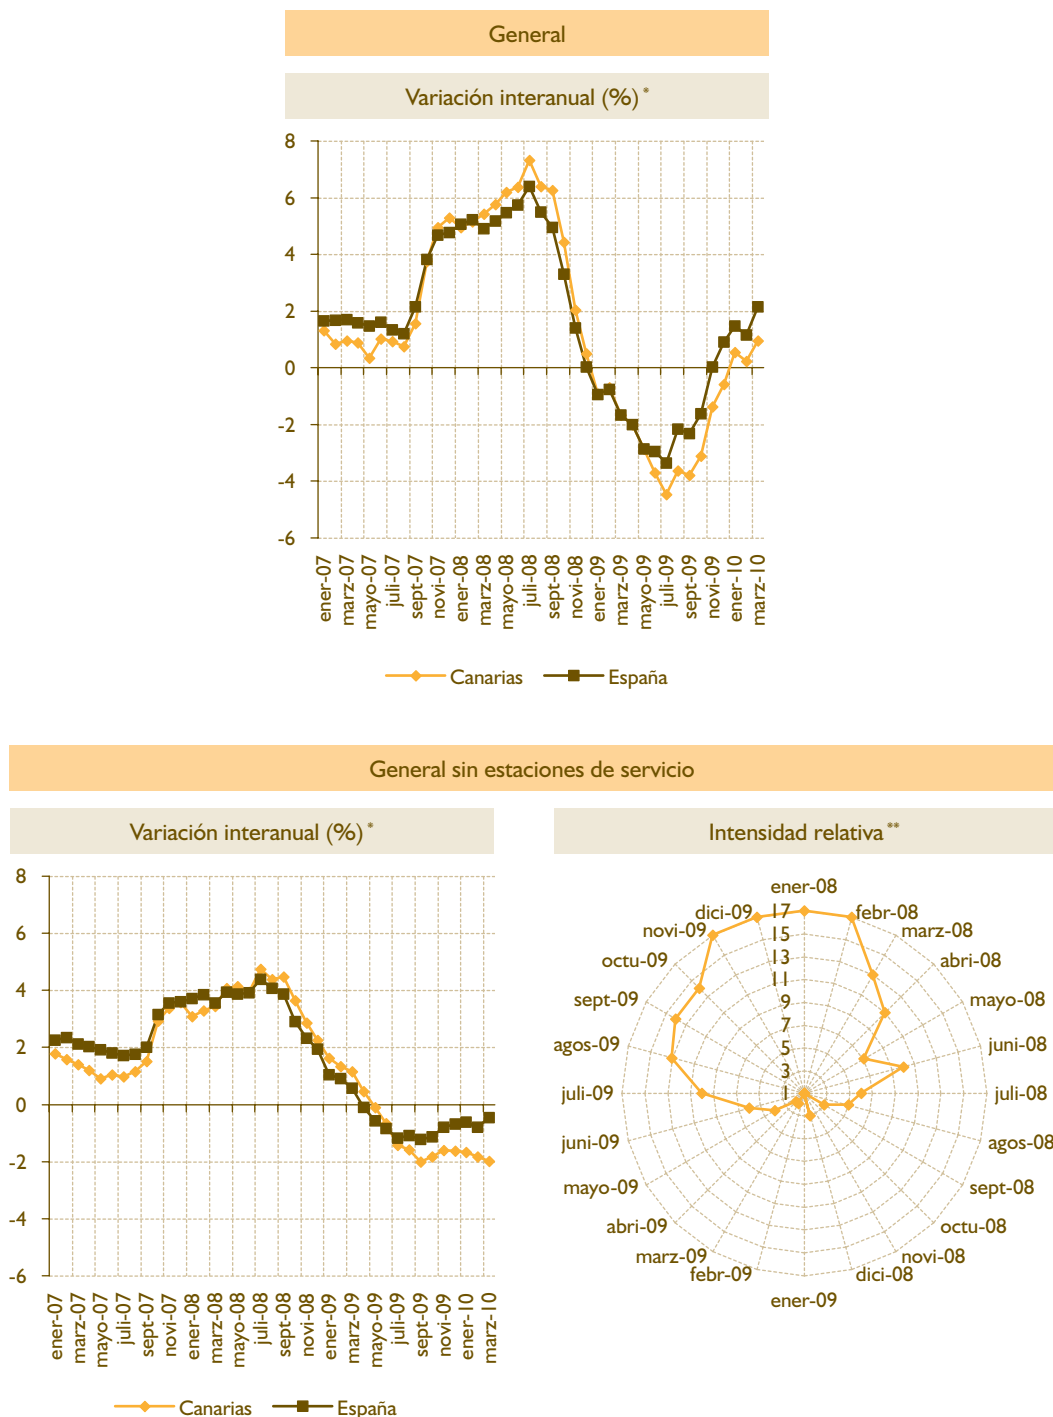 General
Variación interanual (%) *
8
6
4
2
0
-2
-4
-6
ener-07
marz-07
mayo-07
juli-07
sept-07
novi-07
ener-08
marz-08
mayo-08
juli-08
sept-08
novi-08
ener-09
marz-09
mayo-09
juli-09
sept-09
novi-09
ener-10
marz-10
Canarias España
General sin estaciones de servicio
Variación interanual (%) *
8
6
4
2
0
-2
-4
-6
ener-07
marz-07
mayo-07
juli-07
sept-07
novi-07
ener-08
marz-08
mayo-08
juli-08
sept-08
novi-08
ener-09
marz-09
mayo-09
juli-09
sept-09
novi-09
ener-10
marz-10
Canarias España
Intensidad relativa **
ener-08
febr-08
marz-08
abri-08
mayo-08
juni-08
juli-08
agos-08
sept-08
octu-08
novi-08
dici-08
ener-09
febr-09
marz-09
abri-09
mayo-09
juni-09
juli-09
agos-09
sept-09
octu-09
novi-09
dici-09
17
15
13
11
9
7
5
3
1